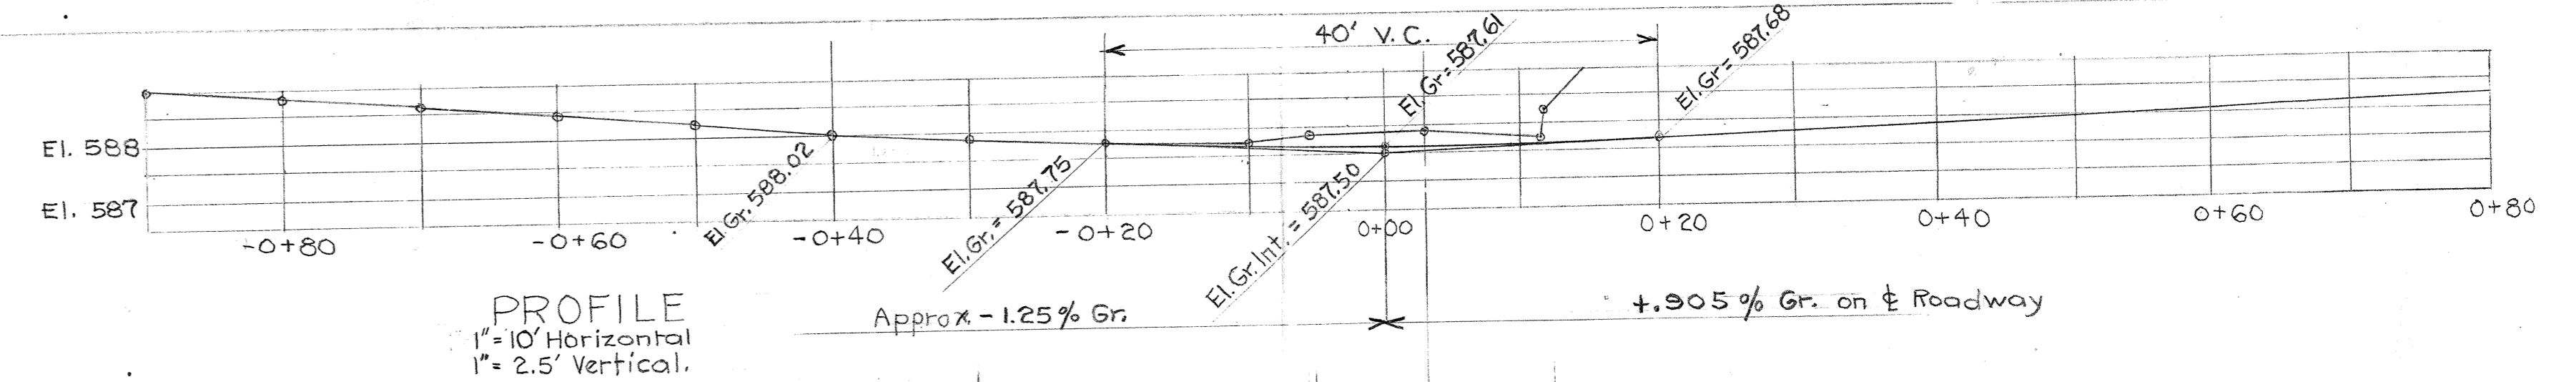 40' V.C.
El.Gr=587.61
El.Gr=587.68
El. 588
El. 587
El.Gr. 588.02
El.Gr.=587.75
El.Gr.Int.=587.50
-0+80
-0+60
-0+40
-0+20
0+00
0+20
0+40
0+60
0+80
PROFILE
1"=10' Horizontal
1"=2.5' Vertical.
Approx. -1.25% Gr.
+.905% Gr. on ℄ Roadway